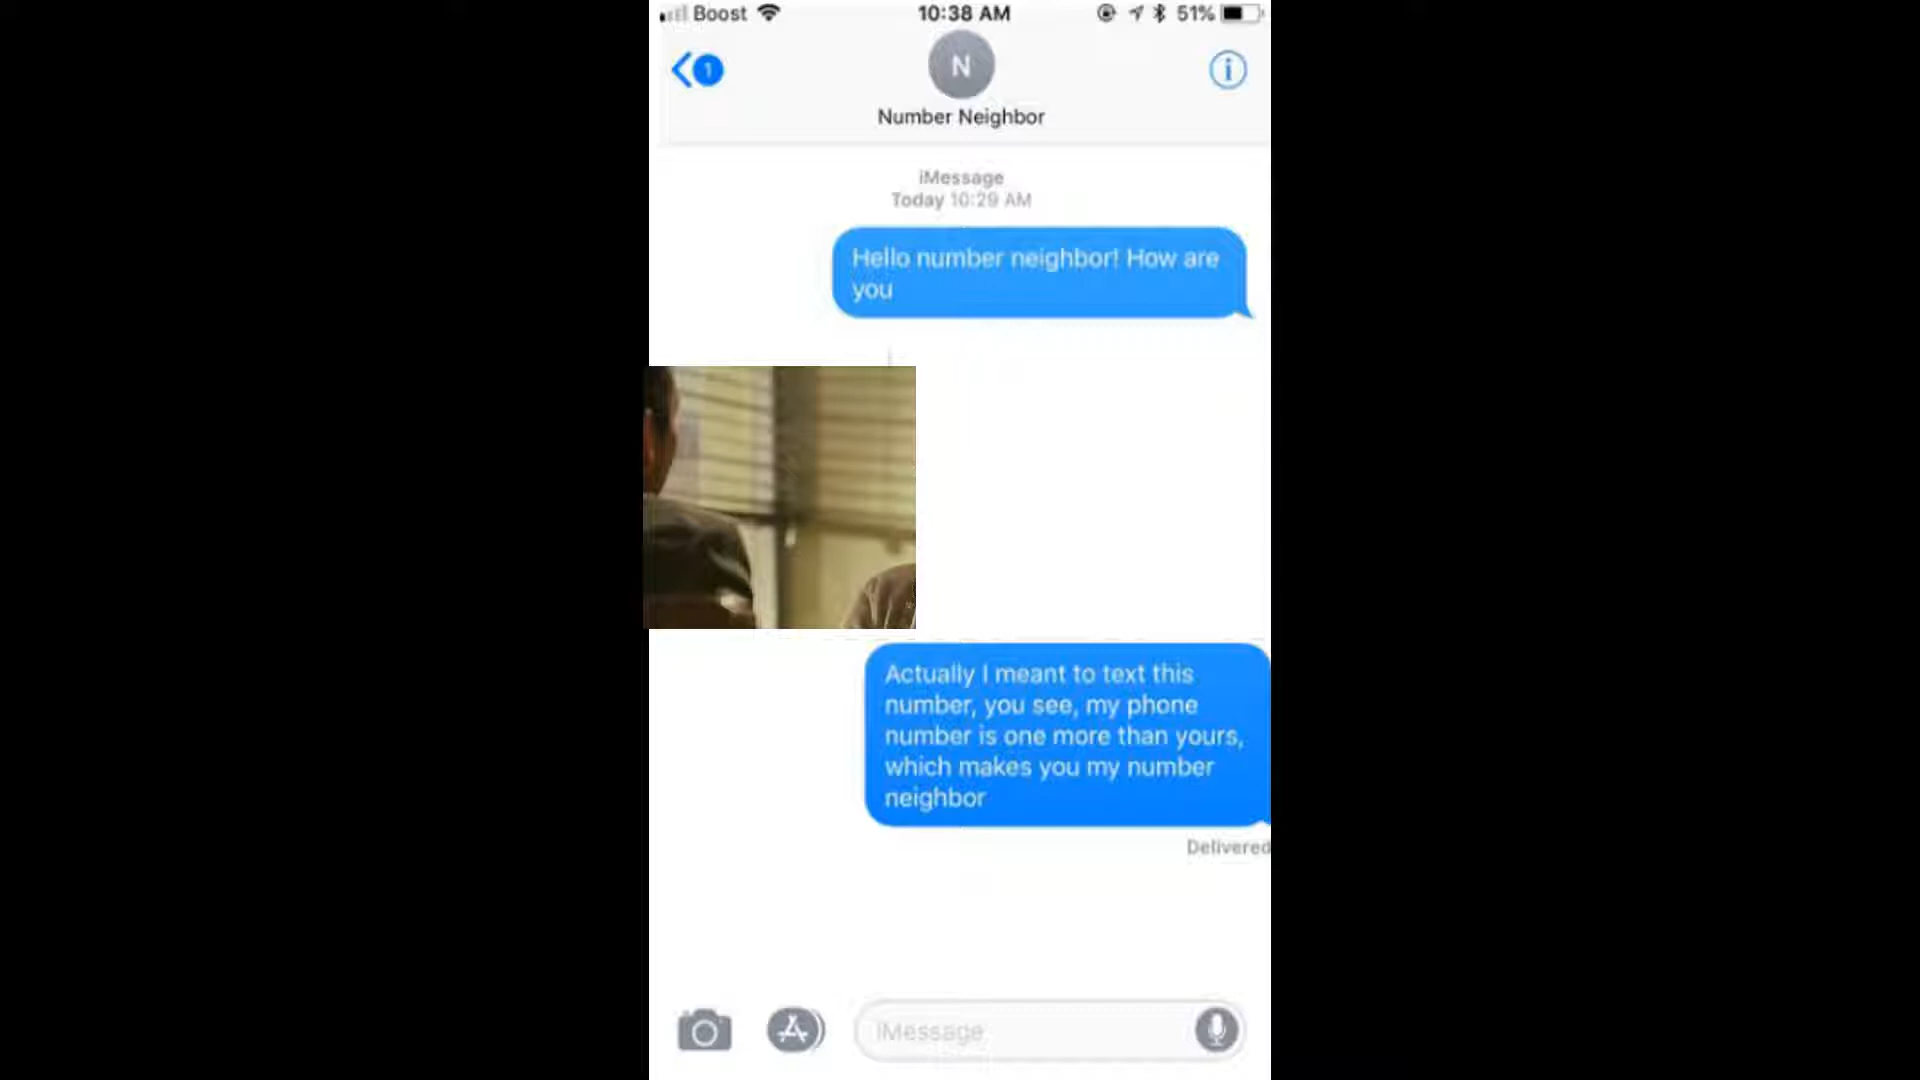 Boost 10:38 AM 51%
1
N
Number Neighbor
iMessage
Today 10:29 AM
Hello number neighbor! How are
you
Actually I meant to text this
number, you see, my phone
number is one more than yours,
which makes you my number
neighbor
Delivered
iMessage